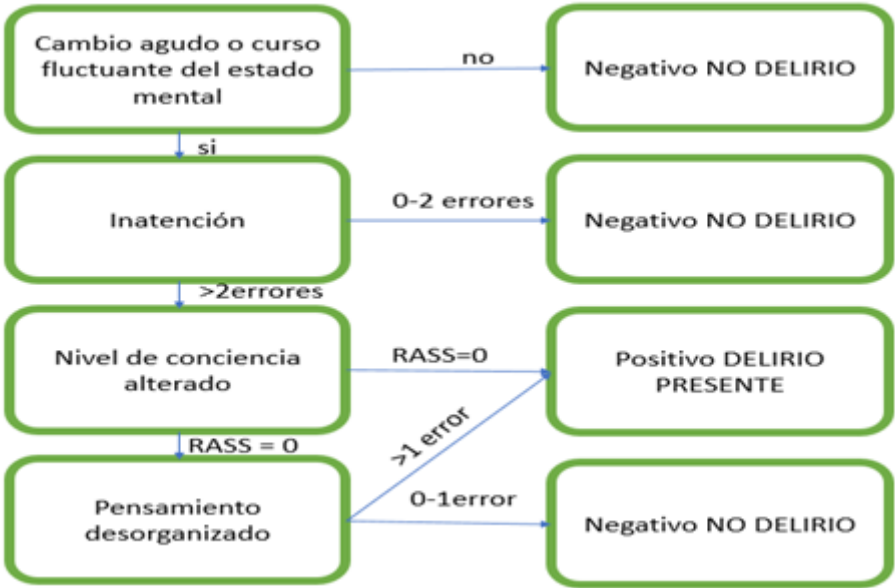 Cambio agudo o curso
fluctuante del estado
mental
no
Negativo NO DELIRIO
si
Inatención
0-2 errores
Negativo NO DELIRIO
>2errores
Nivel de conciencia
alterado
RASS=0
Positivo DELIRIO
PRESENTE
RASS = 0
>1 error
Pensamiento
desorganizado
0-1error
Negativo NO DELIRIO